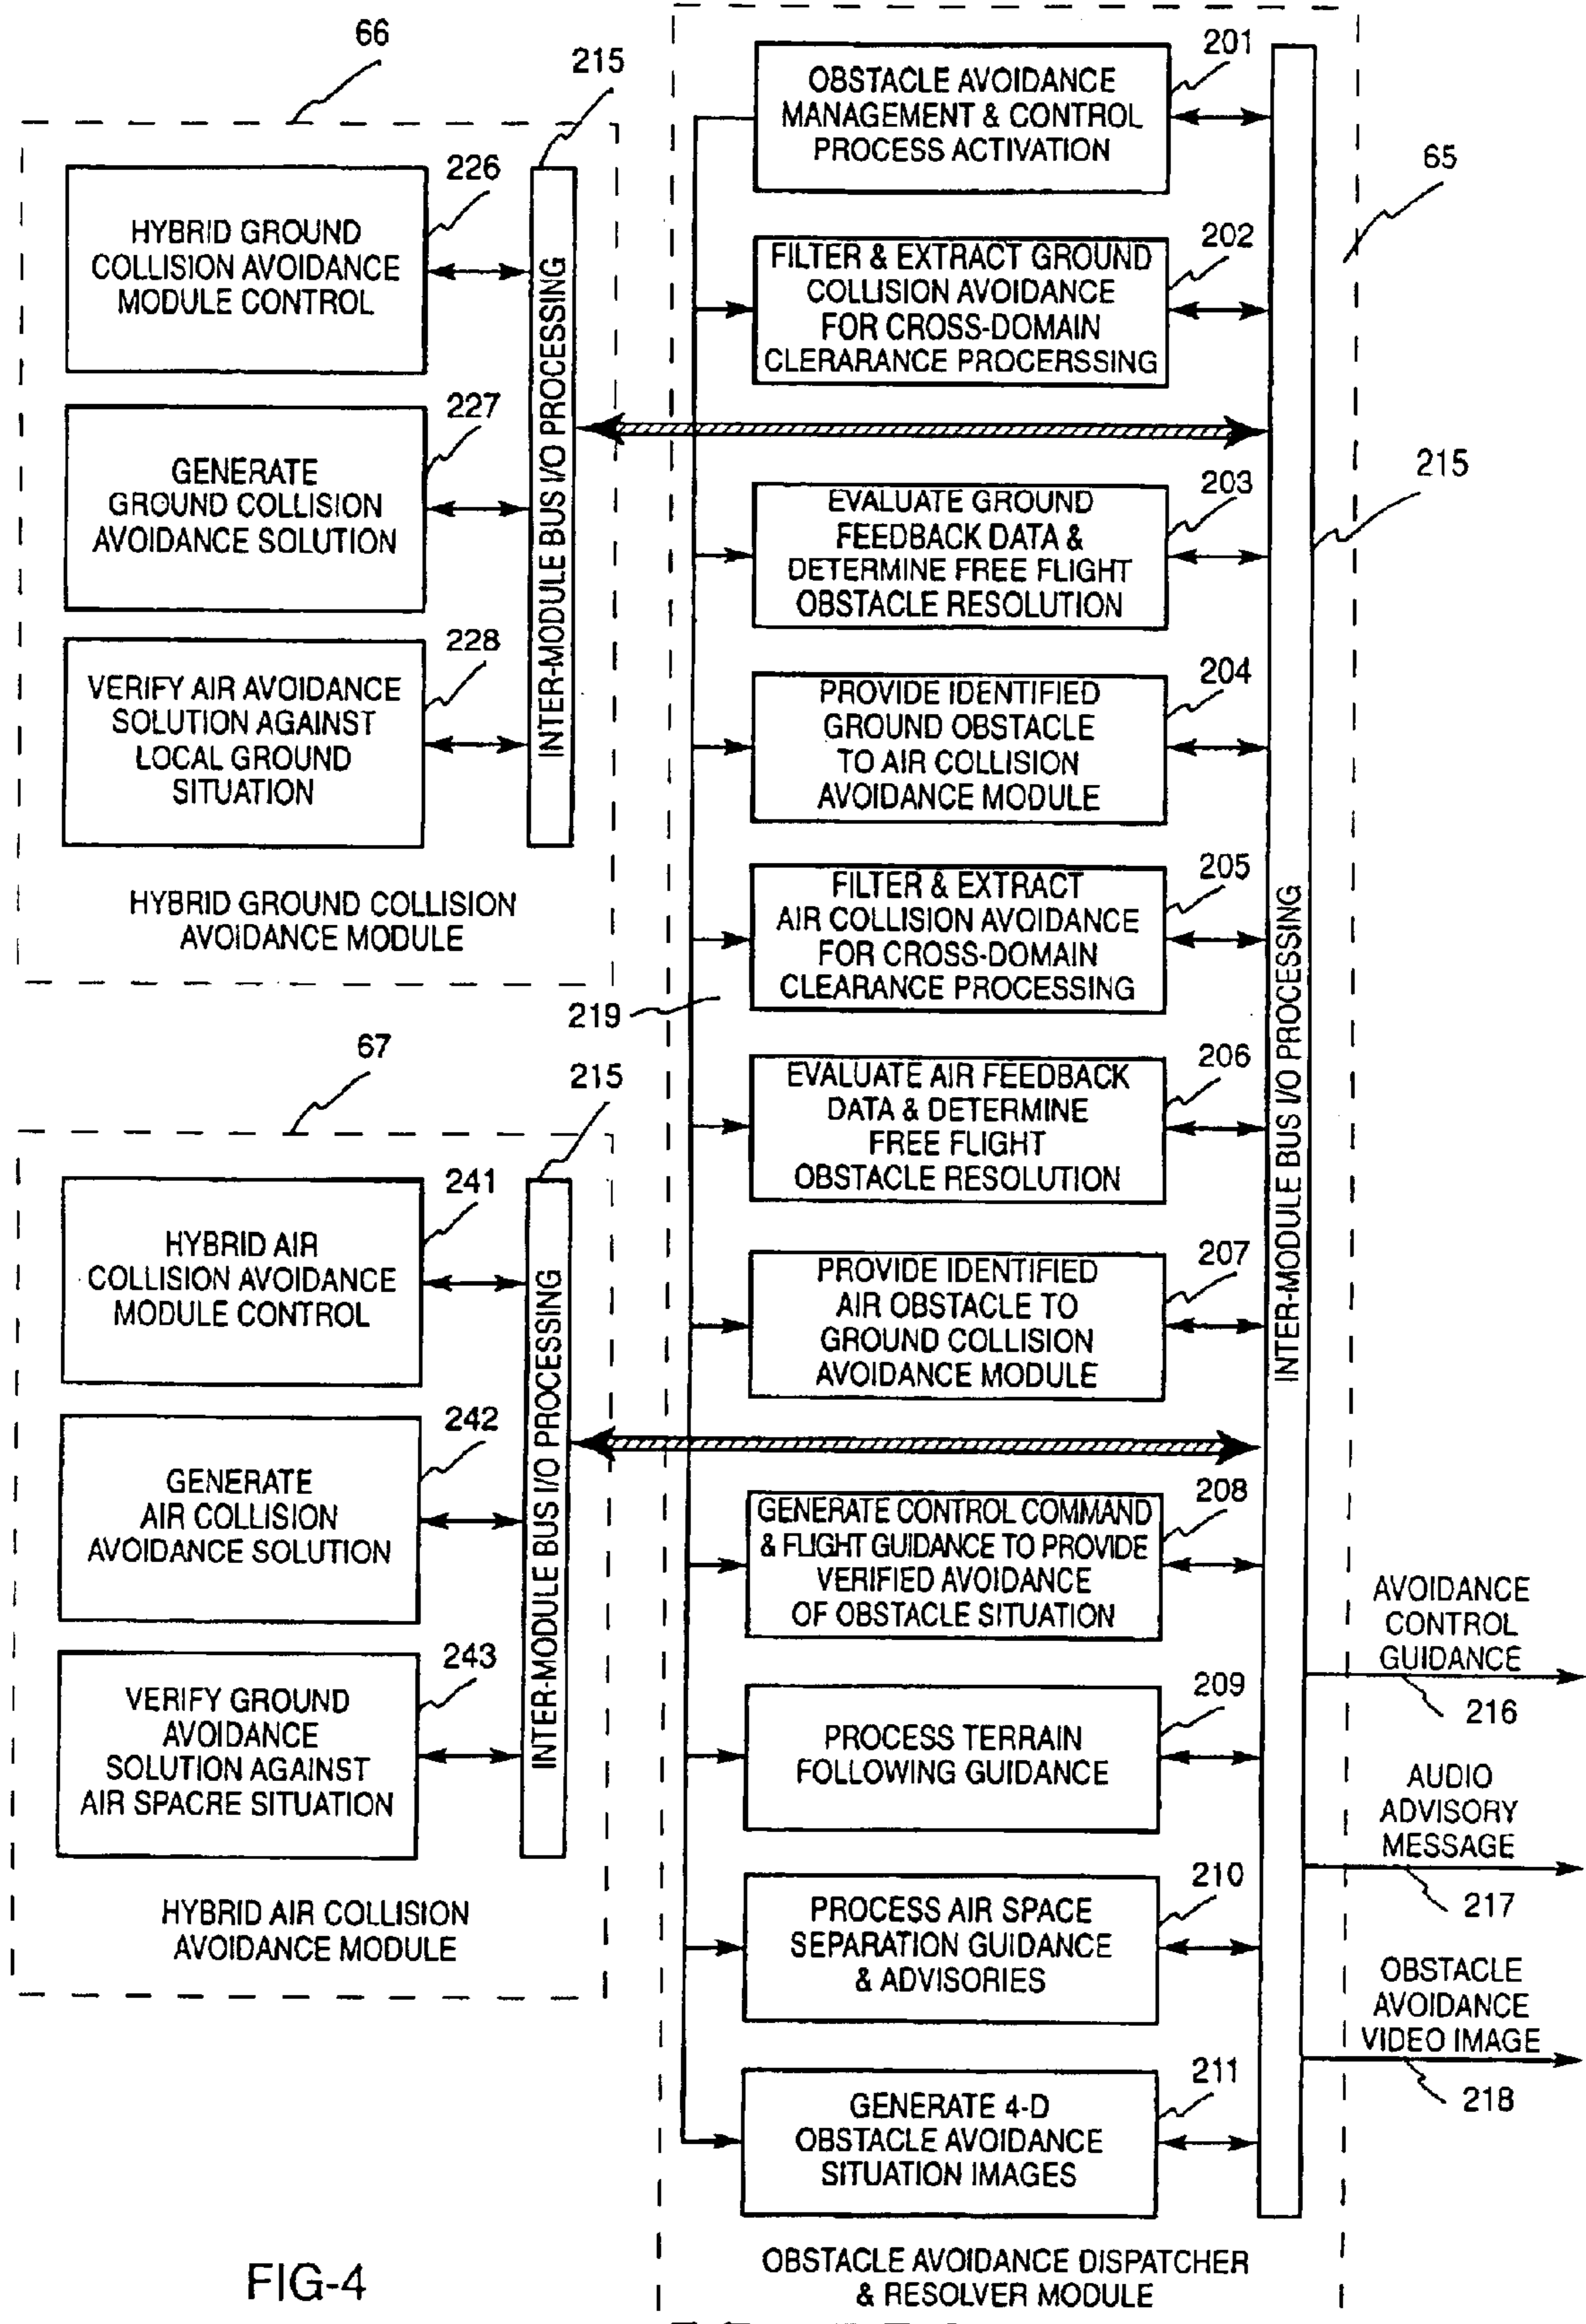 66
215
226
HYBRID GROUND
COLLISION AVOIDANCE
MODULE CONTROL
227
GENERATE
GROUND COLLISION
AVOIDANCE SOLUTION
228
VERIFY AIR AVOIDANCE
SOLUTION AGAINST
LOCAL GROUND
SITUATION
INTER-MODULE BUS I/O PROCESSING
HYBRID GROUND COLLISION
AVOIDANCE MODULE
67
215
241
HYBRID AIR
COLLISION AVOIDANCE
MODULE CONTROL
242
GENERATE
AIR COLLISION
AVOIDANCE SOLUTION
243
VERIFY GROUND
AVOIDANCE
SOLUTION AGAINST
AIR SPACRE SITUATION
INTER-MODULE BUS I/O PROCESSING
HYBRID AIR COLLISION
AVOIDANCE MODULE
201
OBSTACLE AVOIDANCE
MANAGEMENT & CONTROL
PROCESS ACTIVATION
65
202
FILTER & EXTRACT GROUND
COLLISION AVOIDANCE
FOR CROSS-DOMAIN
CLERARANCE PROCERSSING
215
203
EVALUATE GROUND
FEEDBACK DATA &
DETERMINE FREE FLIGHT
OBSTACLE RESOLUTION
204
PROVIDE IDENTIFIED
GROUND OBSTACLE
TO AIR COLLISION
AVOIDANCE MODULE
205
FILTER & EXTRACT
AIR COLLISION AVOIDANCE
FOR CROSS-DOMAIN
CLEARANCE PROCESSING
219
206
EVALUATE AIR FEEDBACK
DATA & DETERMINE
FREE FLIGHT
OBSTACLE RESOLUTION
207
PROVIDE IDENTIFIED
AIR OBSTACLE TO
GROUND COLLISION
AVOIDANCE MODULE
INTER-MODULE BUS I/O PROCESSING
208
GENERATE CONTROL COMMAND
& FLIGHT GUIDANCE TO PROVIDE
VERIFIED AVOIDANCE
OF OBSTACLE SITUATION
209
PROCESS TERRAIN
FOLLOWING GUIDANCE
210
PROCESS AIR SPACE
SEPARATION GUIDANCE
& ADVISORIES
211
GENERATE 4-D
OBSTACLE AVOIDANCE
SITUATION IMAGES
AVOIDANCE
CONTROL
GUIDANCE
216
AUDIO
ADVISORY
MESSAGE
217
OBSTACLE
AVOIDANCE
VIDEO IMAGE
218
OBSTACLE AVOIDANCE DISPATCHER
& RESOLVER MODULE
FIG-4